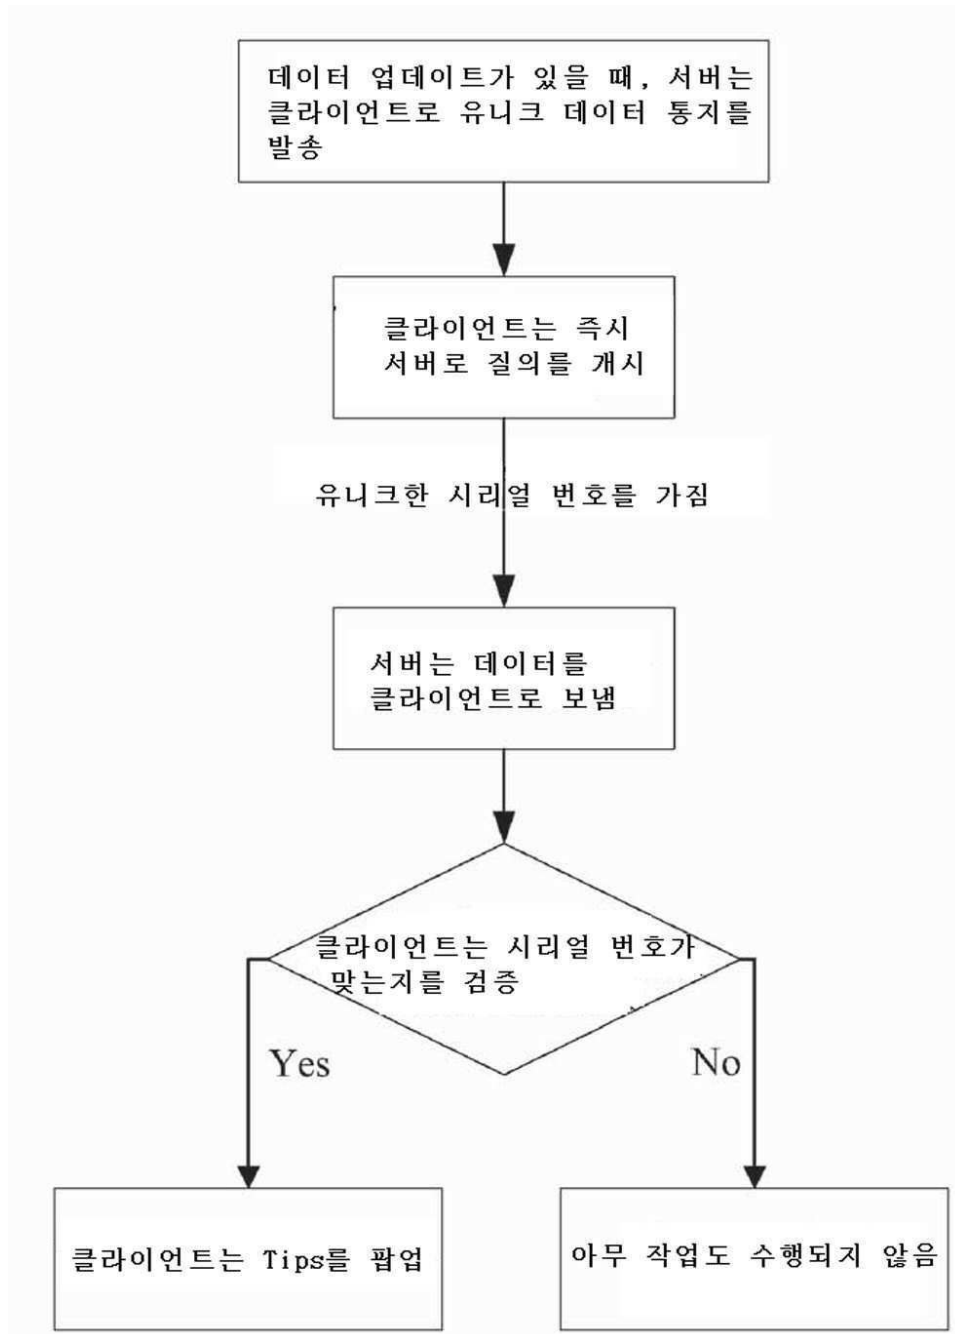 데이터 업데이트가 있을 때, 서버는
클라이언트로 유니크 데이터 통지를
발송
클라이언트는 즉시
서버로 질의를 개시
유니크한 시리얼 번호를 가짐
서버는 데이터를
클라이언트로 보냄
클라이언트는 시리얼 번호가
맞는지를 검증
Yes
No
클라이언트는 Tips를 팝업
아무 작업도 수행되지 않음